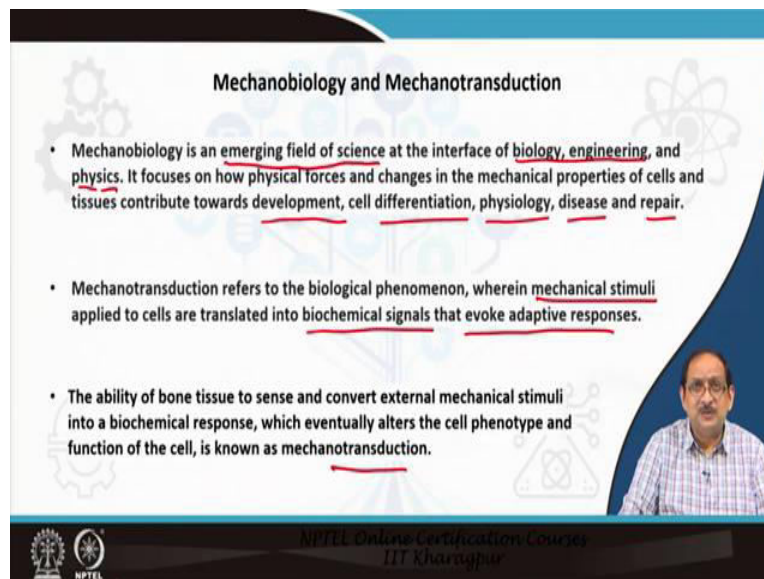 Mechanobiology and Mechanotransduction
• Mechanobiology is an emerging field of science at the interface of biology, engineering, and
physics. It focuses on how physical forces and changes in the mechanical properties of cells and
tissues contribute towards development, cell differentiation, physiology, disease and repair.
• Mechanotransduction refers to the biological phenomenon, wherein mechanical stimuli
applied to cells are translated into biochemical signals that evoke adaptive responses.
• The ability of bone tissue to sense and convert external mechanical stimuli
into a biochemical response, which eventually alters the cell phenotype and
function of the cell, is known as mechanotransduction.
NPTEL Online Certification Courses
IIT Kharagpur
NPTEL